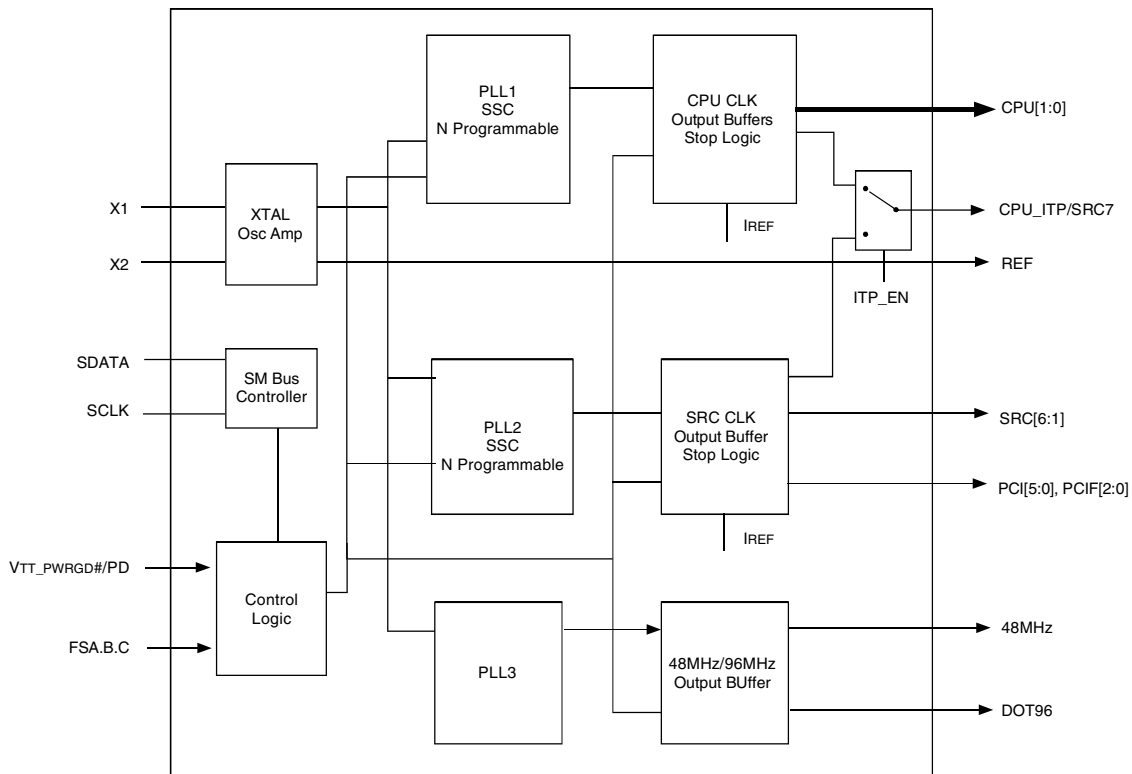 PLL1
SSC
N Programmable
CPU CLK
Output Buffers
Stop Logic
CPU[1:0]
X1
XTAL
Osc Amp
CPU_ITP/SRC7
IREF
X2
REF
ITP_EN
SDATA
SM Bus
Controller
SCLK
PLL2
SSC
N Programmable
SRC CLK
Output Buffer
Stop Logic
SRC[6:1]
PCI[5:0], PCIF[2:0]
IREF
VTT_PWRGD#/PD
Control
Logic
FSA.B.C
PLL3
48MHz/96MHz
Output BUffer
48MHz
DOT96